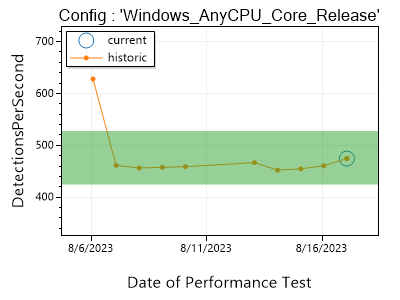 Config : 'Windows_AnyCPU_Core_Release'
current
historic
700
600
500
400
DetectionsPerSecond
8/6/2023
8/11/2023
8/16/2023
Date of Performance Test